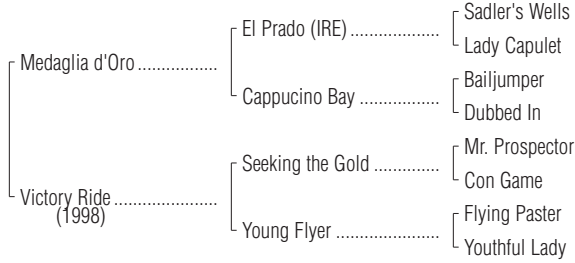 Sadler's Wells
El Prado (IRE) ....................
Lady Capulet
Medaglia d'Oro .................
Bailjumper
Cappucino Bay ..................
Dubbed In
Mr. Prospector
Seeking the Gold ...............
Con Game
Victory Ride ......................
(1998)
Flying Paster
Young Flyer .......................
Youthful Lady